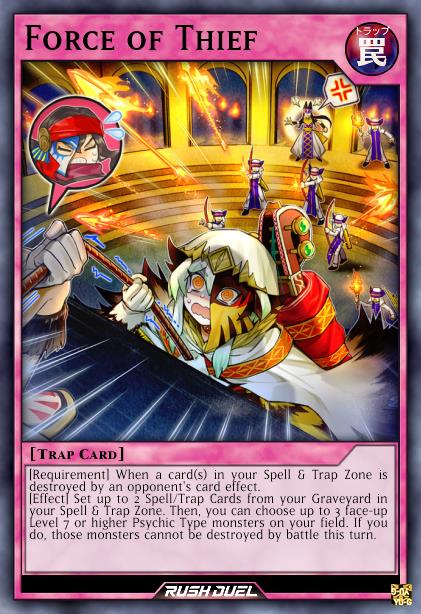 Force of Thief
トラップ
罠
[Trap Card]
[Requirement] When a card(s) in your Spell & Trap Zone is
destroyed by an opponent's card effect.
[Effect] Set up to 2 Spell/Trap Cards from your Graveyard in
your Spell & Trap Zone. Then, you can choose up to 3 face-up
Level 7 or higher Psychic Type monsters on your field. If you
do, those monsters cannot be destroyed by battle this turn.
RUSH DUEL